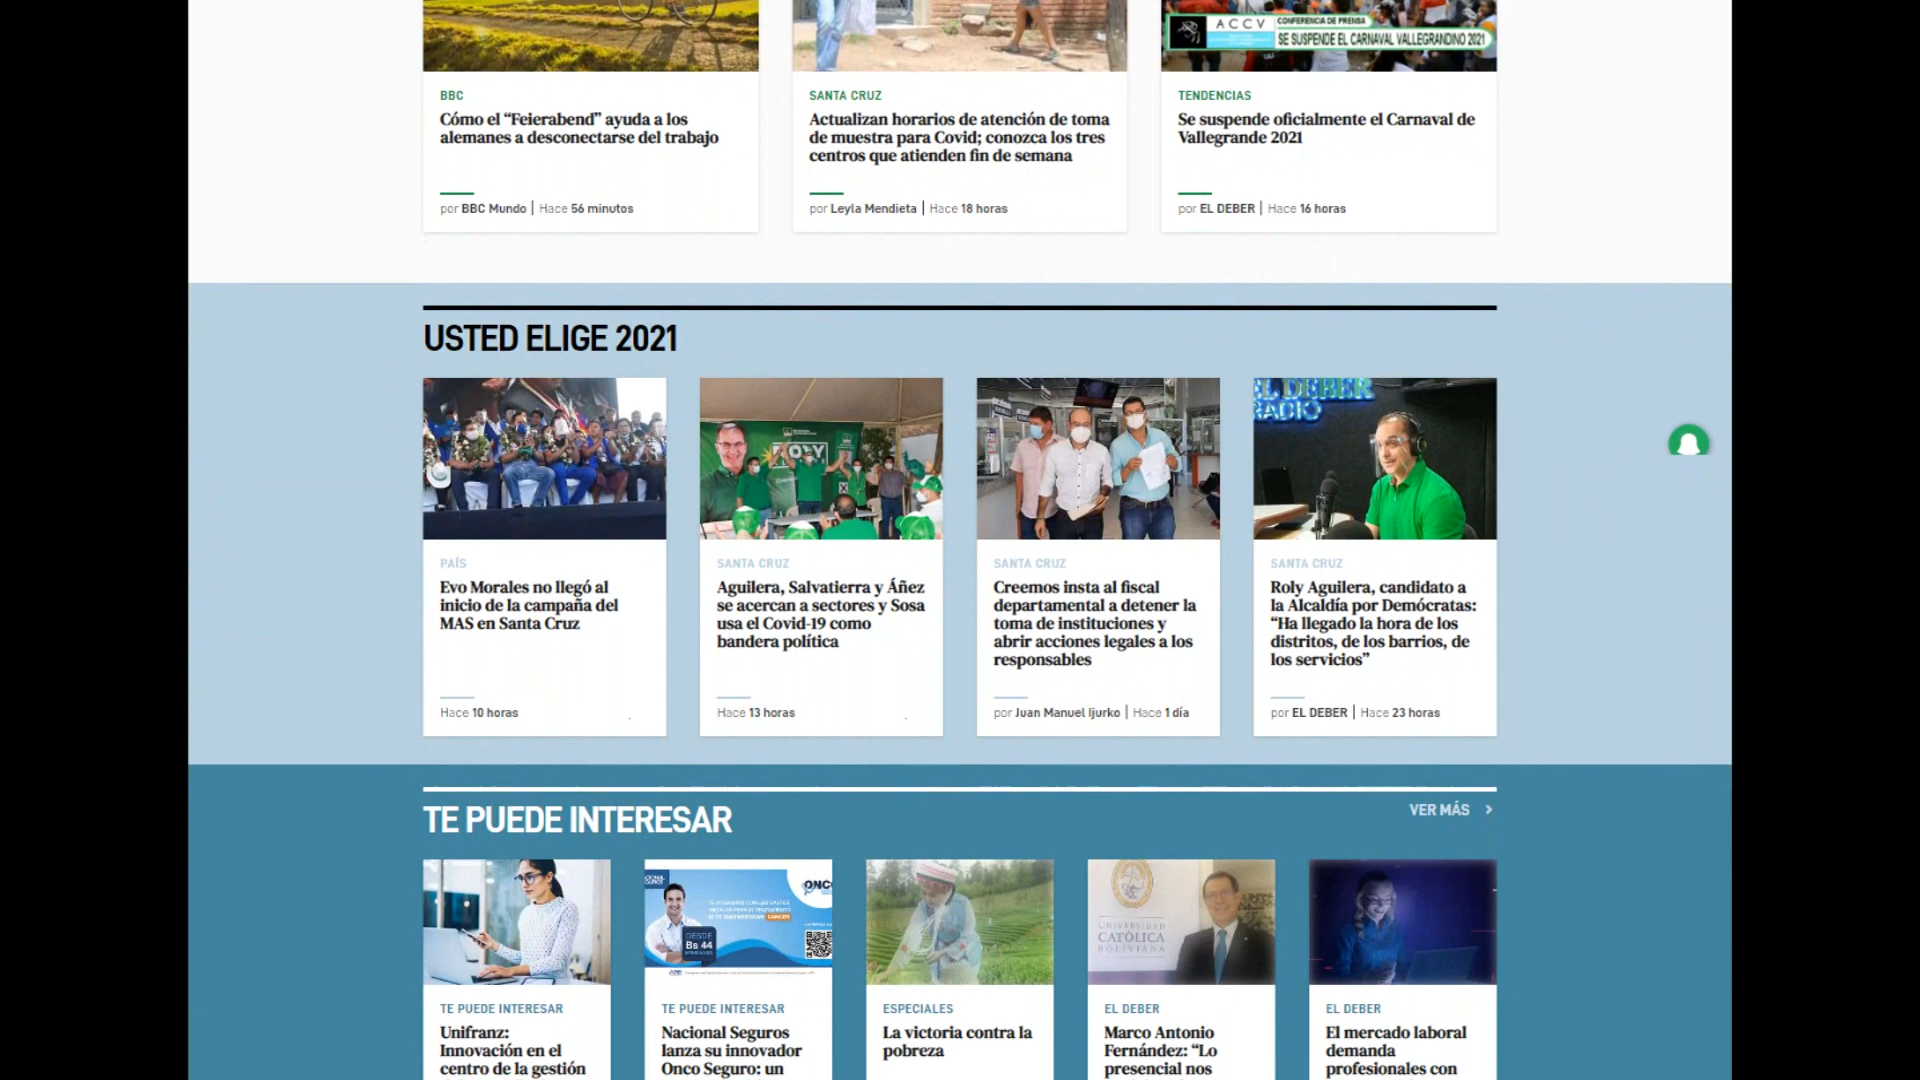 ACCV
CONFERENCIA DE PRENSA
SE SUSPENDE EL CARNAVAL VALLEGRANDINO 2021
BBC
Cómo el “Feierabend” ayuda a los
alemanes a desconectarse del trabajo
por BBC Mundo | Hace 56 minutos
SANTA CRUZ
Actualizan horarios de atención de toma
de muestra para Covid; conozca los tres
centros que atienden fin de semana
por Leyla Mendieta | Hace 18 horas
TENDENCIAS
Se suspende oficialmente el Carnaval de
Vallegrande 2021
por EL DEBER | Hace 16 horas
USTED ELIGE 2021
EL DEBER
RADIO
PAÍS
Evo Morales no llegó al
inicio de la campaña del
MAS en Santa Cruz
Hace 10 horas
SANTA CRUZ
Aguilera, Salvatierra y Áñez
se acercan a sectores y Sosa
usa el Covid-19 como
bandera política
Hace 13 horas
SANTA CRUZ
Creemos insta al fiscal
departamental a detener la
toma de instituciones y
abrir acciones legales a los
responsables
por Juan Manuel Ijurko | Hace 1 día
SANTA CRUZ
Roly Aguilera, candidato a
la Alcaldía por Demócratas:
“Ha llegado la hora de los
distritos, de los barrios, de
los servicios”
por EL DEBER | Hace 23 horas
TE PUEDE INTERESAR
VER MÁS
DESDE
Bs 44
UNIVERSIDAD
CATÓLICA
BOLIVIANA
TE PUEDE INTERESAR
Unifranz:
Innovación en el
centro de la gestión
TE PUEDE INTERESAR
Nacional Seguros
lanza su innovador
Onco Seguro: un
ESPECIALES
La victoria contra la
pobreza
EL DEBER
Marco Antonio
Fernández: “Lo
presencial nos
EL DEBER
El mercado laboral
demanda
profesionales con